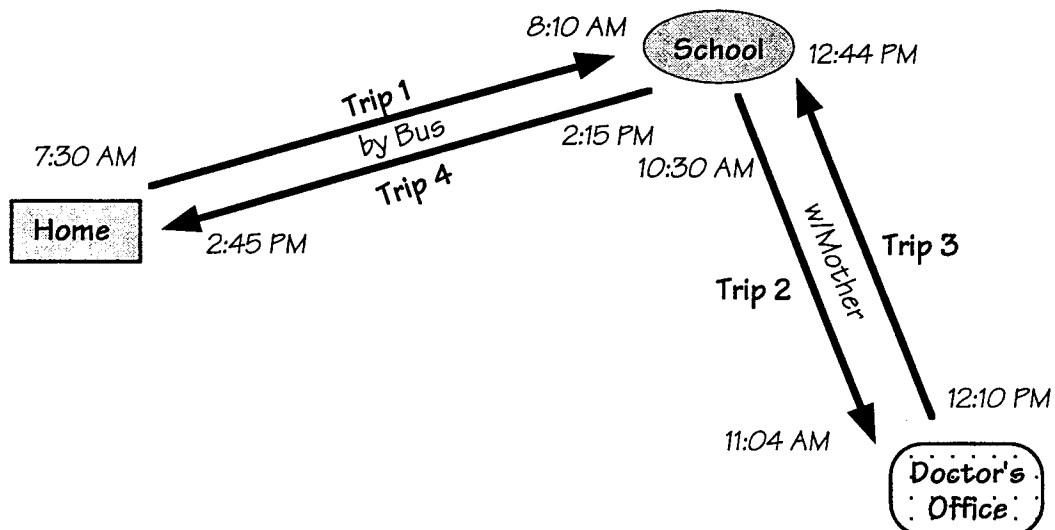 8:10 AM
School
12:44 PM
Trip 1
by Bus
7:30 AM
2:15 PM
10:30 AM
Trip 4
Home
2:45 PM
w/Mother
Trip 3
Trip 2
12:10 PM
11:04 AM
Doctor's
Office